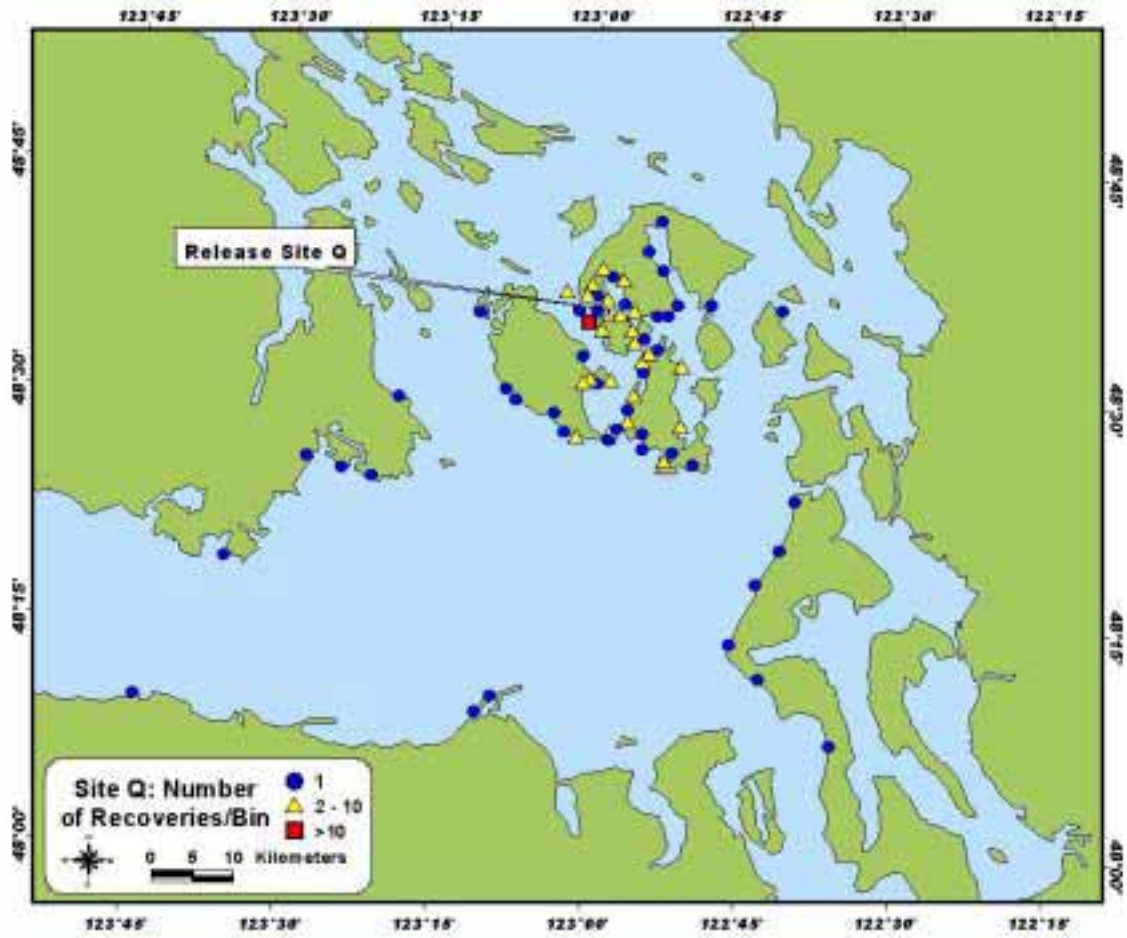 123°45' 123°30' 123°15' 123°00' 122°45' 122°30' 122°15'
48°45'
48°45'
Release Site Q
48°30'
48°30'
48°15'
48°15'
48°00'
48°00'
Site Q: Number
of Recoveries/Bin
1
2 - 10
>10
0 5 10 Kilometers
123°45' 123°30' 123°15' 123°00' 122°45' 122°30' 122°15'